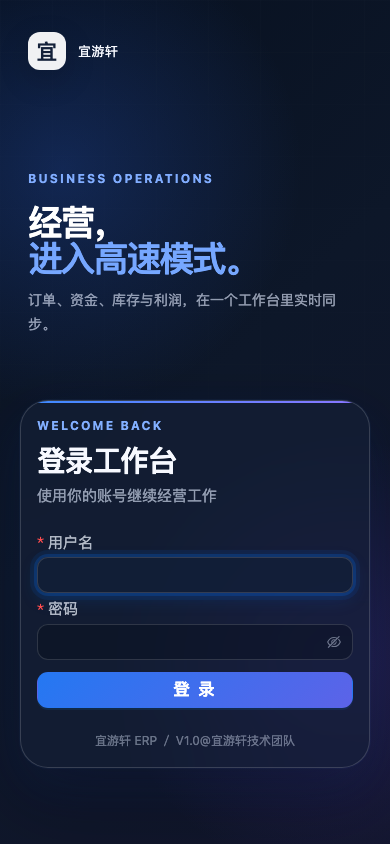 宜
宜游轩
BUSINESS OPERATIONS
经营，
进入高速模式。
订单、资金、库存与利润，在一个工作台里实时同
步。
WELCOME BACK
登录工作台
使用你的账号继续经营工作
* 用户名
* 密码
登 录
宜游轩 ERP / V1.0@宜游轩技术团队